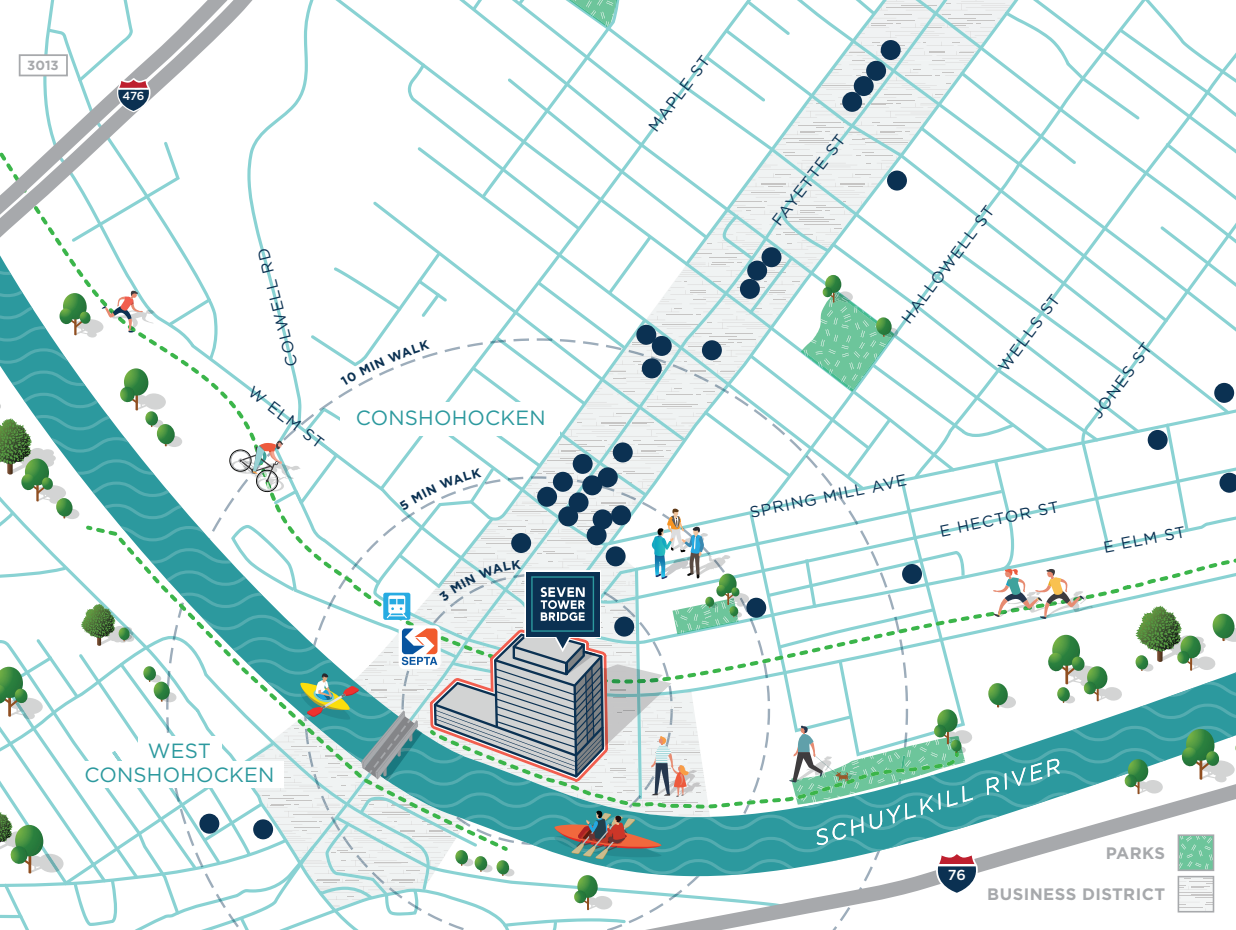 3013
476
MAPLE ST
FAYETTE ST
HALLOWELL ST
COLWELL RD
WELLS ST
JONES ST
10 MIN WALK
W ELM ST
CONSHOHOCKEN
5 MIN WALK
SPRING MILL AVE
E HECTOR ST
E ELM ST
3 MIN WALK
SEVEN
TOWER
BRIDGE
SEPTA
WEST
CONSHOHOCKEN
SCHUYLKILL RIVER
76
PARKS
BUSINESS DISTRICT